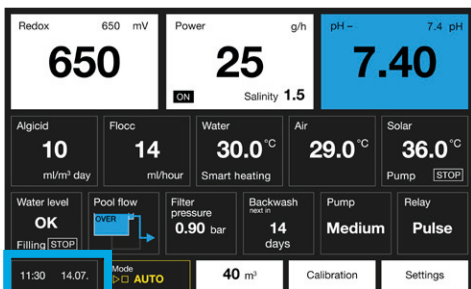 Redox 650 mV
650
Power g/h
25
ON Salinity 1.5
pH – 7.4 pH
7.40
Algicid
10
ml/m³ day
Flocc
14
ml/hour
Water
30.0 °C
Smart heating
Air
29.0 °C
Solar
36.0 °C
Pump STOP
Water level
OK
Filling STOP
Pool flow
OVER
Filter
pressure
0.90 bar
Backwash
next in
14
days
Pump
Medium
Relay
Pulse
11:30 14.07.
Mode
AUTO
40 m³
Calibration
Settings